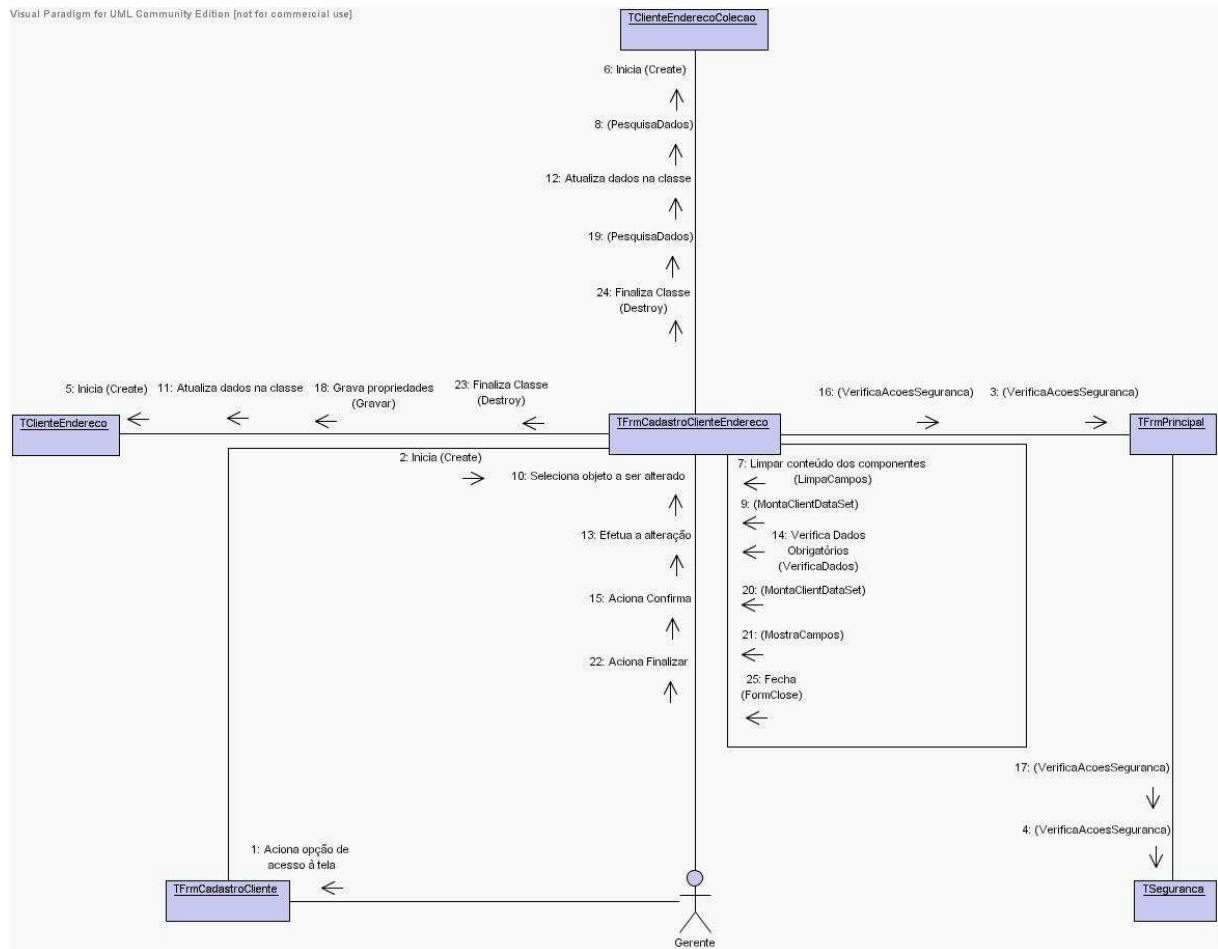 Visual Paradigm for UML Community Edition [not for commercial use]
TClienteEnderecoColecao
6: Inicia (Create)
8: (PesquisaDados)
12: Atualiza dados na classe
19: (PesquisaDados)
24: Finaliza Classe
(Destroy)
5: Inicia (Create)
11: Atualiza dados na classe
18: Grava propriedades
(Gravar)
23: Finaliza Classe
(Destroy)
16: (VerificaAcoesSeguranca)
3: (VerificaAcoesSeguranca)
TClienteEndereco
TFrmCadastroClienteEndereco
TFrmPrincipal
2: Inicia (Create)
10: Seleciona objeto a ser alterado
7: Limpar conteúdo dos componentes
(LimpaCampos)
9: (MontaClientDataSet)
13: Efetua a alteração
14: Verifica Dados
Obrigatórios
(VerificaDados)
15: Aciona Confirma
20: (MontaClientDataSet)
21: (MostraCampos)
22: Aciona Finalizar
25: Fecha
(FormClose)
17: (VerificaAcoesSeguranca)
4: (VerificaAcoesSeguranca)
1: Aciona opção de
acesso à tela
TFrmCadastroCliente
TSeguranca
Gerente